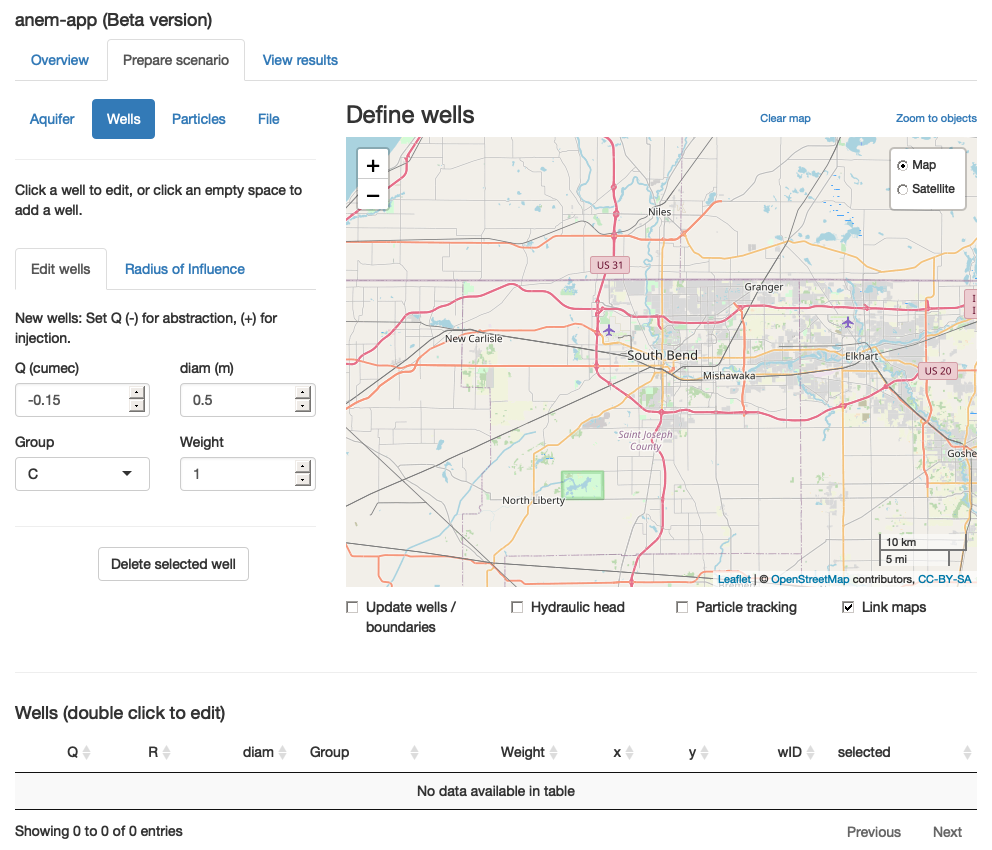 anem-app (Beta version)
Overview
Prepare scenario
View results
Aquifer
Wells
Particles
File
Define wells
Clear map
Zoom to objects
Click a well to edit, or click an empty space to
add a well.
Edit wells
Radius of Influence
New wells: Set Q (-) for abstraction, (+) for
injection.
Q (cumec)
diam (m)
-0.15
0.5
Group
Weight
C
1
Delete selected well
+
−
Map
Satellite
Niles
US 31
Granger
New Carlisle
South Bend
Elkhart
Mishawaka
US 20
Saint Joseph
County
Goshe
North Liberty
10 km
5 mi
Leaflet | © OpenStreetMap contributors, CC-BY-SA
Update wells /
boundaries
Hydraulic head
Particle tracking
Link maps
Wells (double click to edit)
Q R diam Group Weight x y wID selected
No data available in table
Showing 0 to 0 of 0 entries
Previous
Next